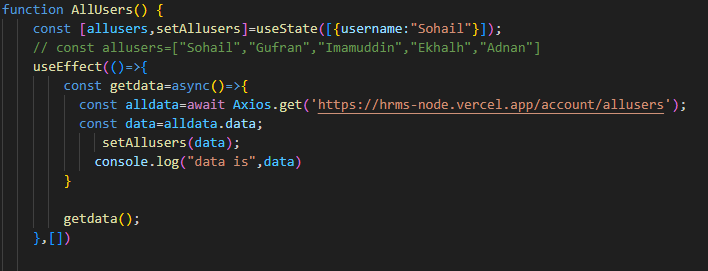 function AllUsers() {
const [allusers,setAllusers]=useState([{username:"Sohail"}]);
// const allusers=["Sohail","Gufran","Imamuddin","Ekhalh","Adnan"]
useEffect(()=>{
const getdata=async()=>{
const alldata=await Axios.get('https://hrms-node.vercel.app/account/allusers');
const data=alldata.data;
setAllusers(data);
console.log("data is",data)
}
getdata();
},[])